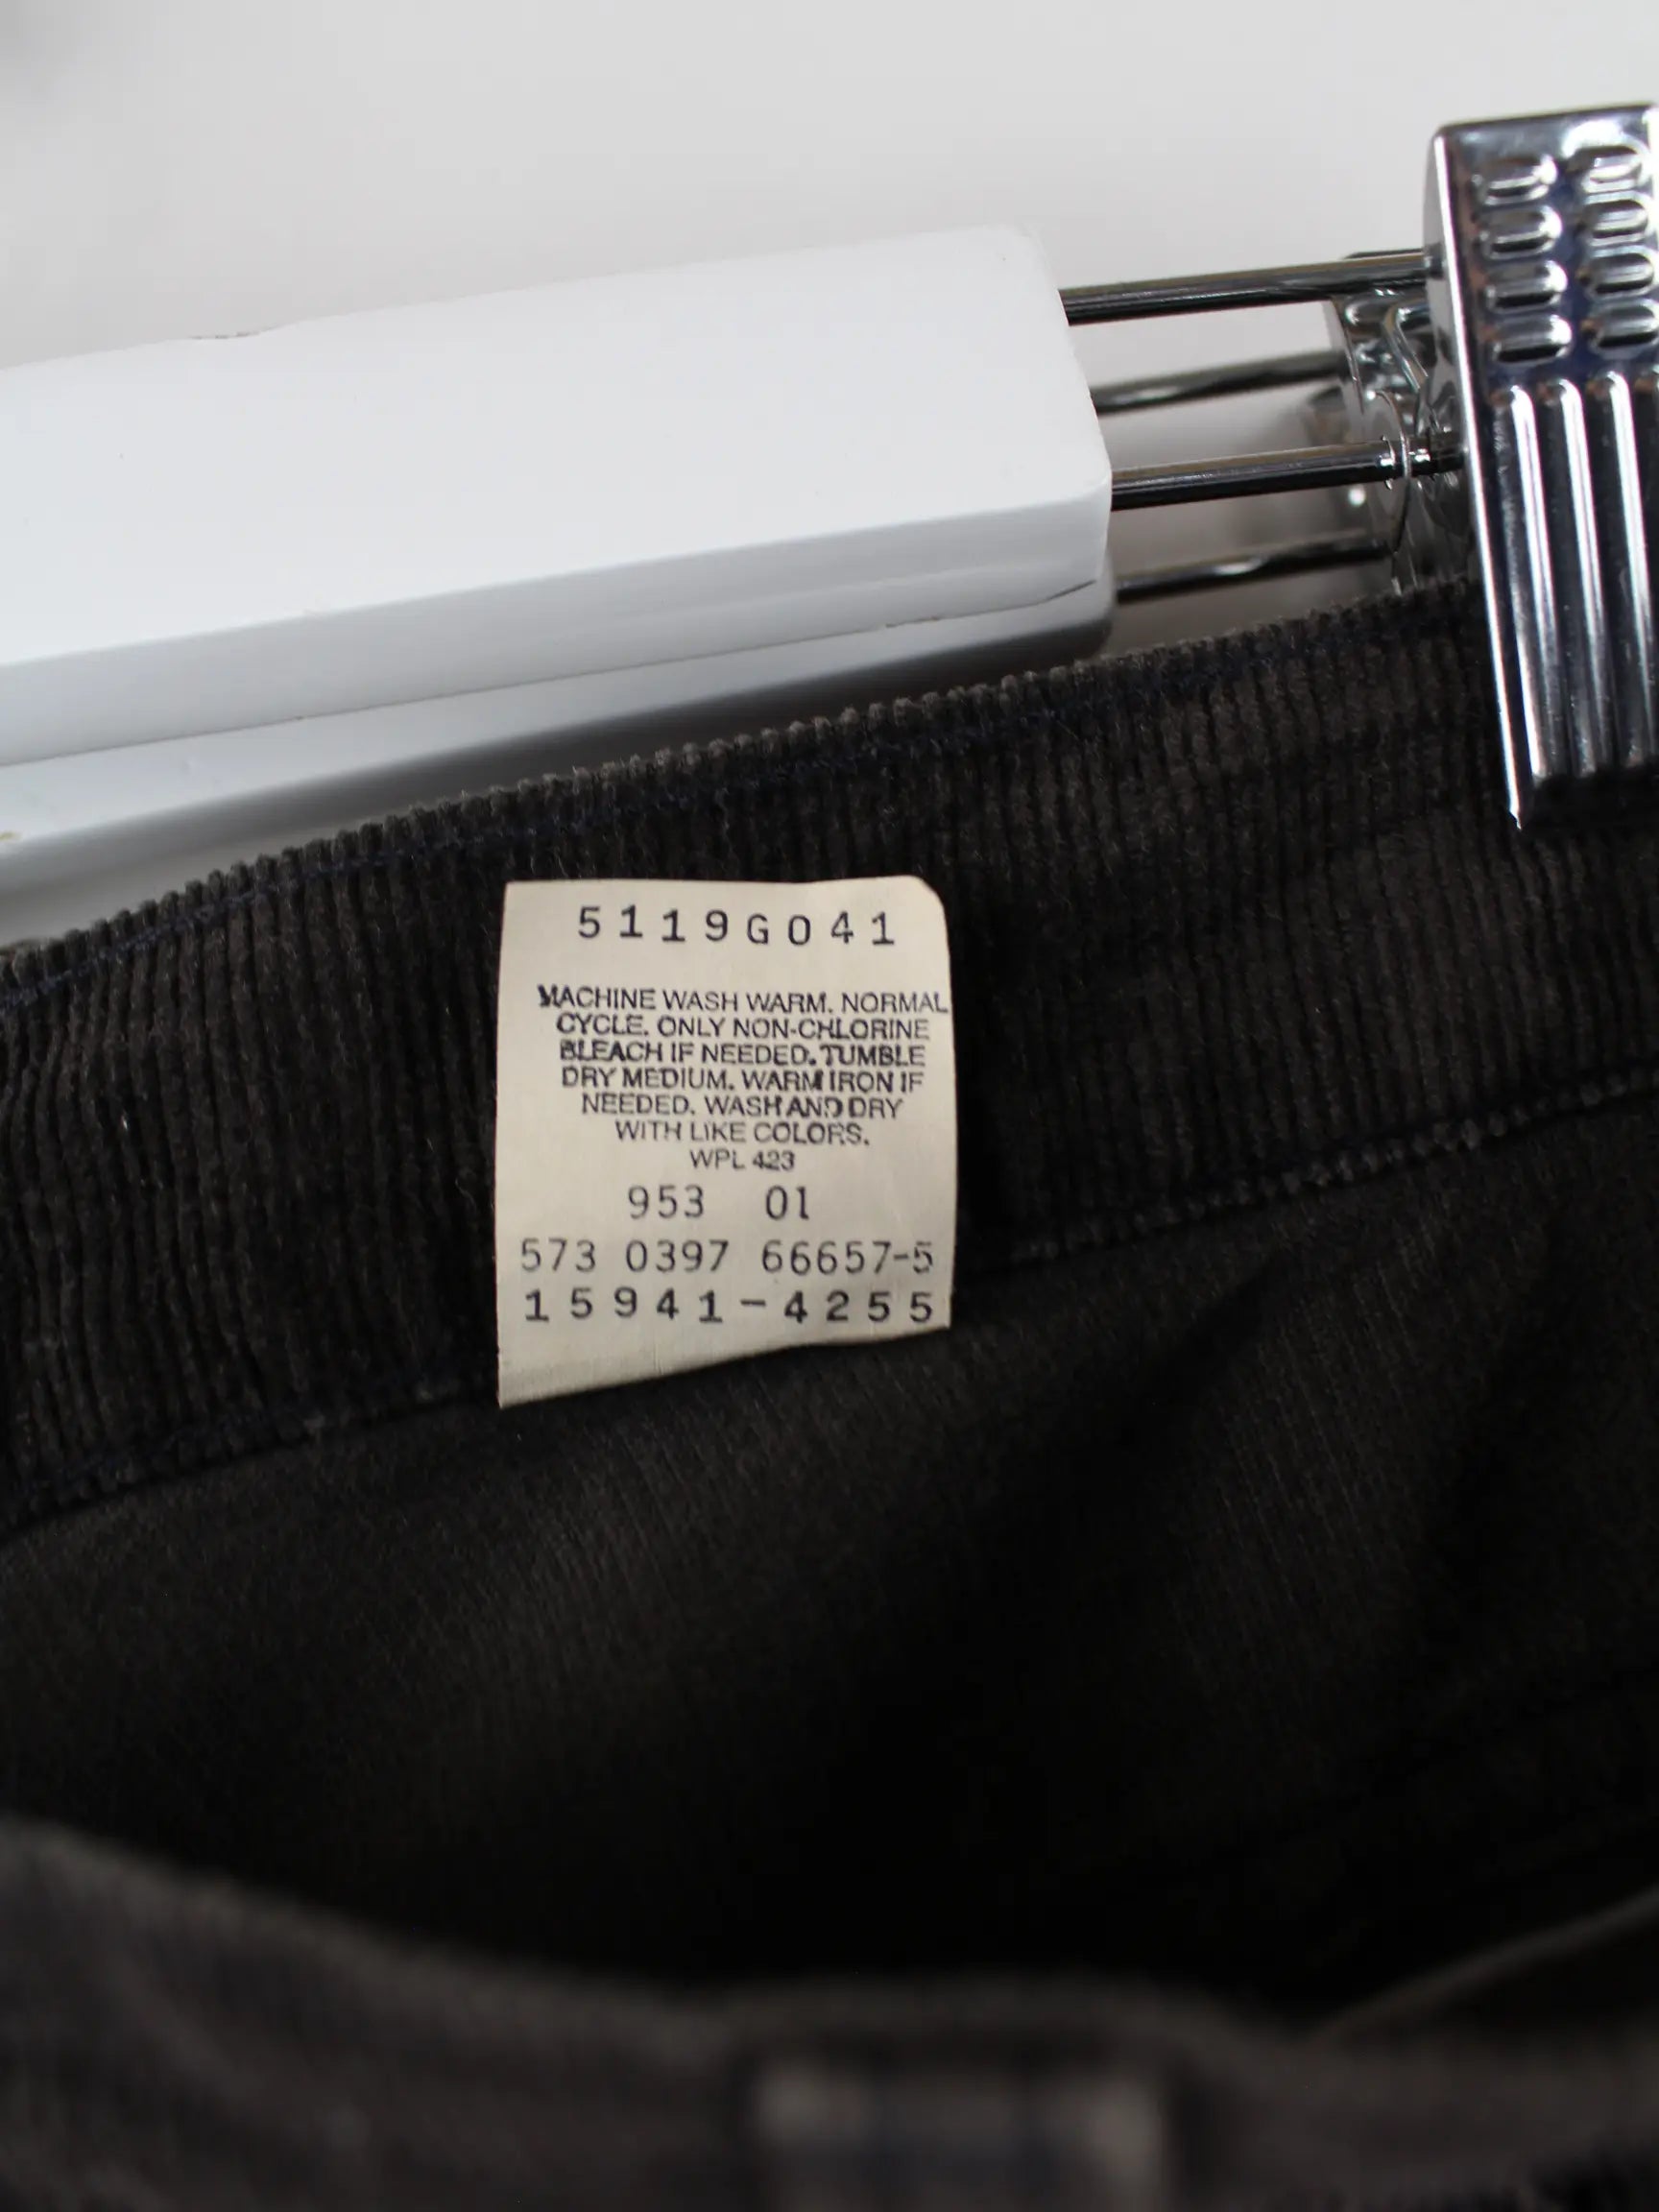 5119G041
MACHINE WASH WARM. NORMAL
CYCLE. ONLY NON-CHLORINE
BLEACH IF NEEDED. TUMBLE
DRY MEDIUM. WARM IRON IF
NEEDED. WASH AND DRY
WITH LIKE COLORS.
WPL 423
953 01
573 0397 66657-5
15941-4255